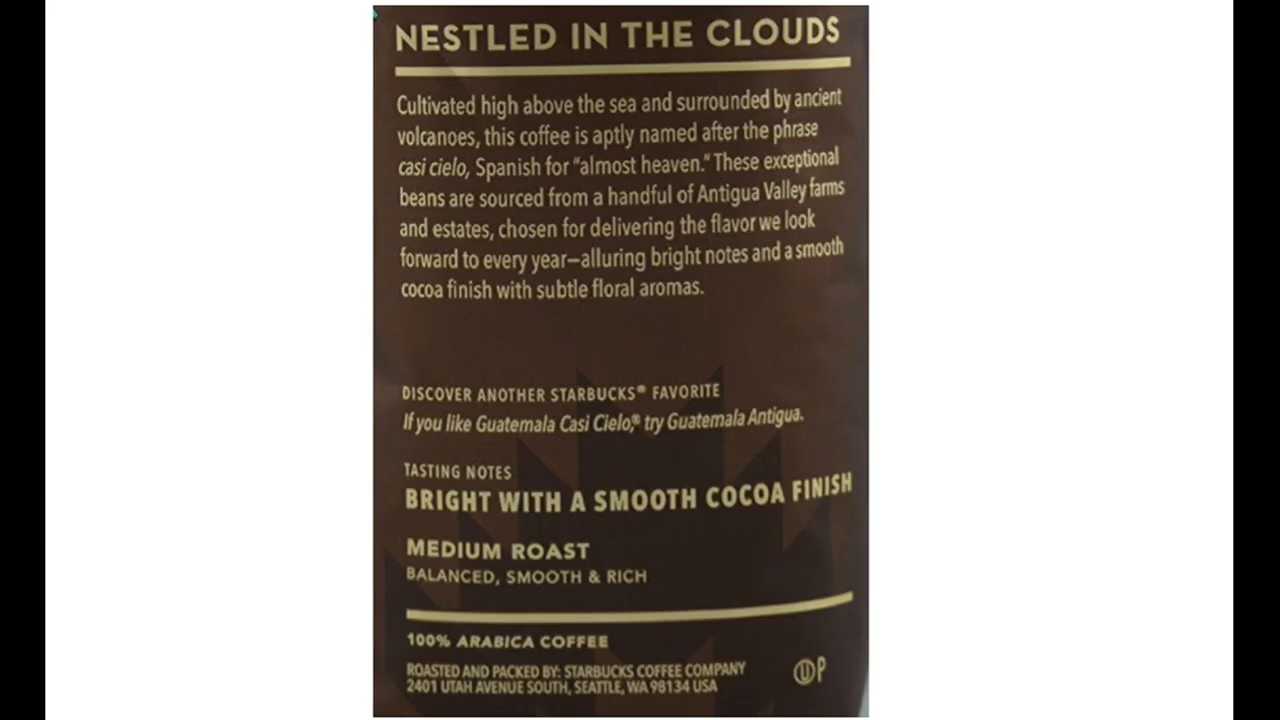 NESTLED IN THE CLOUDS
Cultivated high above the sea and surrounded by ancient
volcanoes, this coffee is aptly named after the phrase
casi cielo, Spanish for “almost heaven.” These exceptional
beans are sourced from a handful of Antigua Valley farms
and estates, chosen for delivering the flavor we look
forward to every year—alluring bright notes and a smooth
cocoa finish with subtle floral aromas.
DISCOVER ANOTHER STARBUCKS® FAVORITE
If you like Guatemala Casi Cielo,® try Guatemala Antigua.
TASTING NOTES
BRIGHT WITH A SMOOTH COCOA FINISH
MEDIUM ROAST
BALANCED, SMOOTH & RICH
100% ARABICA COFFEE
ROASTED AND PACKED BY: STARBUCKS COFFEE COMPANY
2401 UTAH AVENUE SOUTH, SEATTLE, WA 98134 USA
Ⓤ P